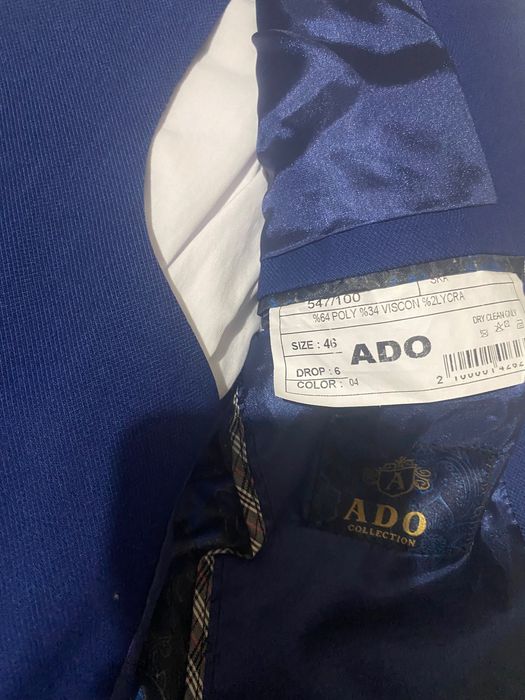 547/100
%64 POLY %34 VISCON %2LYCRA
DRY CLEAN ONLY
SIZE : 46
ADO
DROP : 6
COLOR : 04
A
ADO
COLLECTION